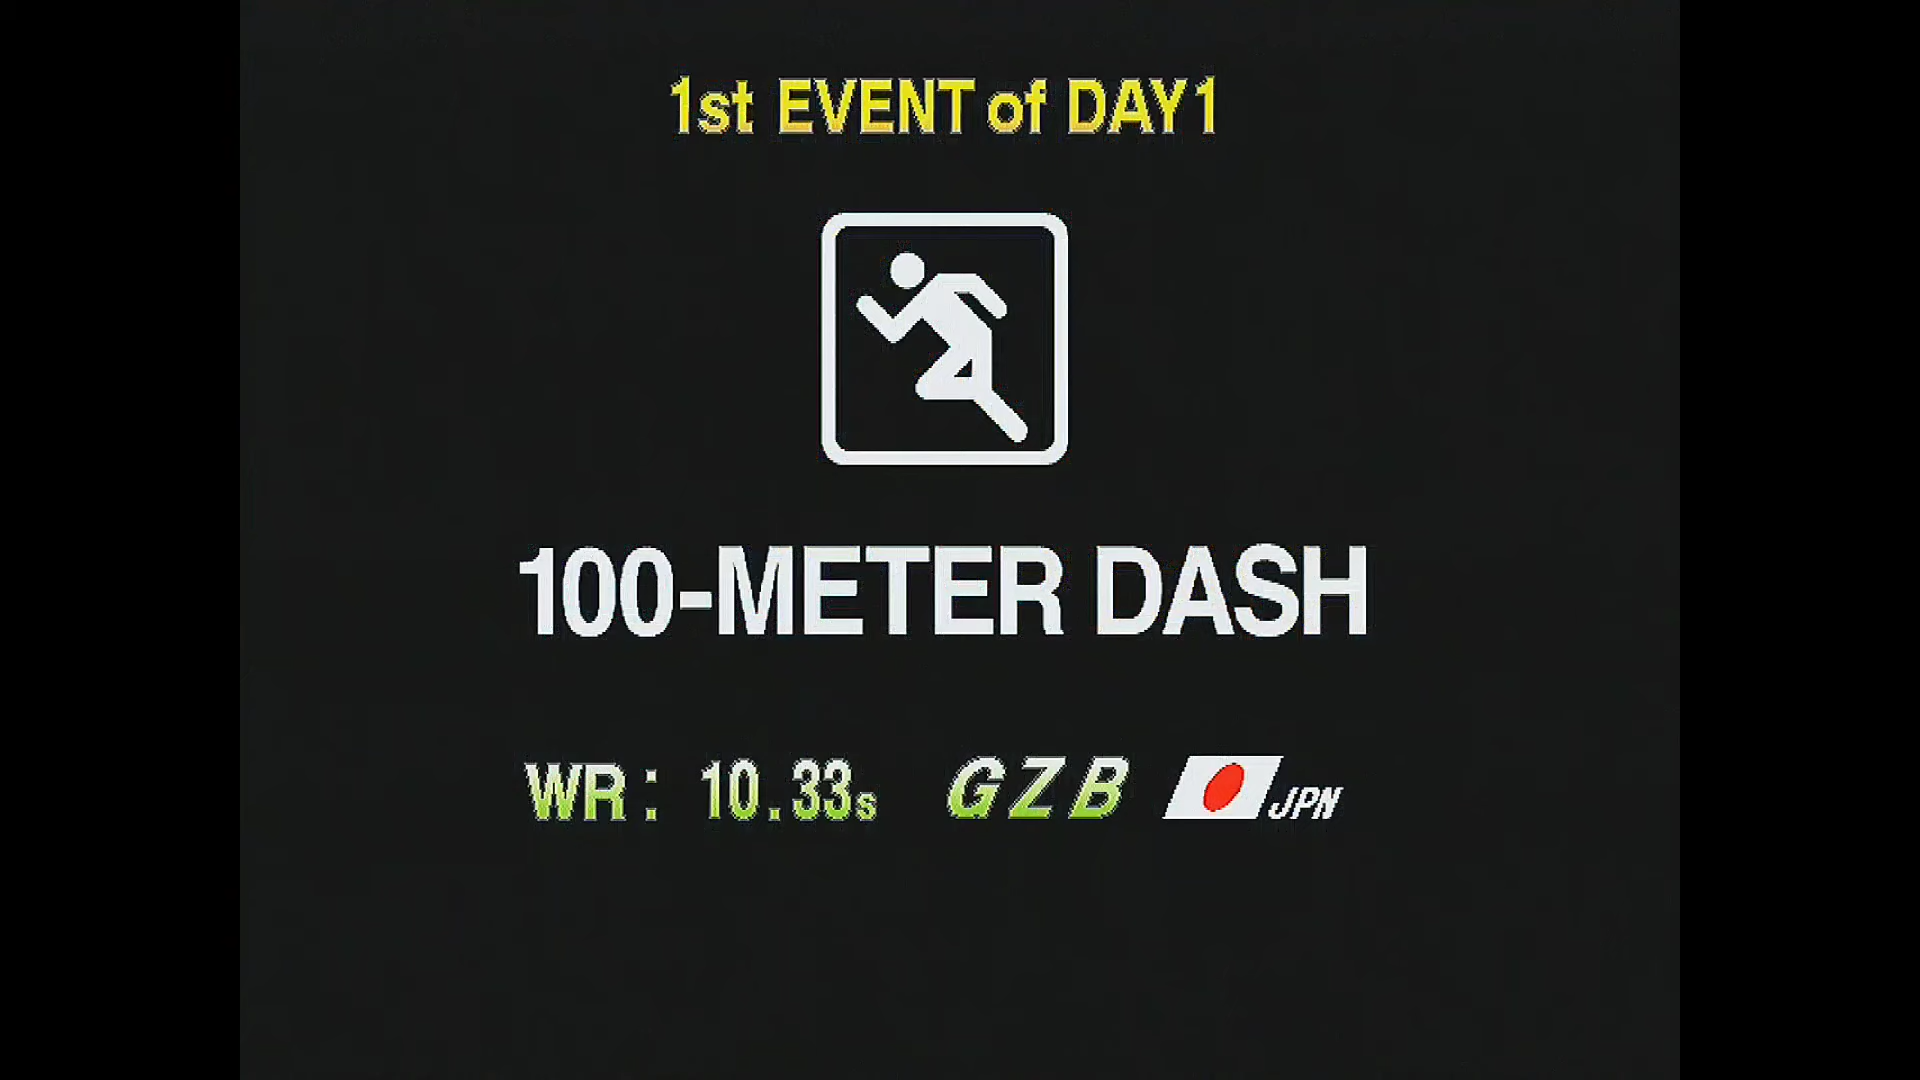 1st EVENT of DAY1
100-METER DASH
WR: 10.33s GZB JPN